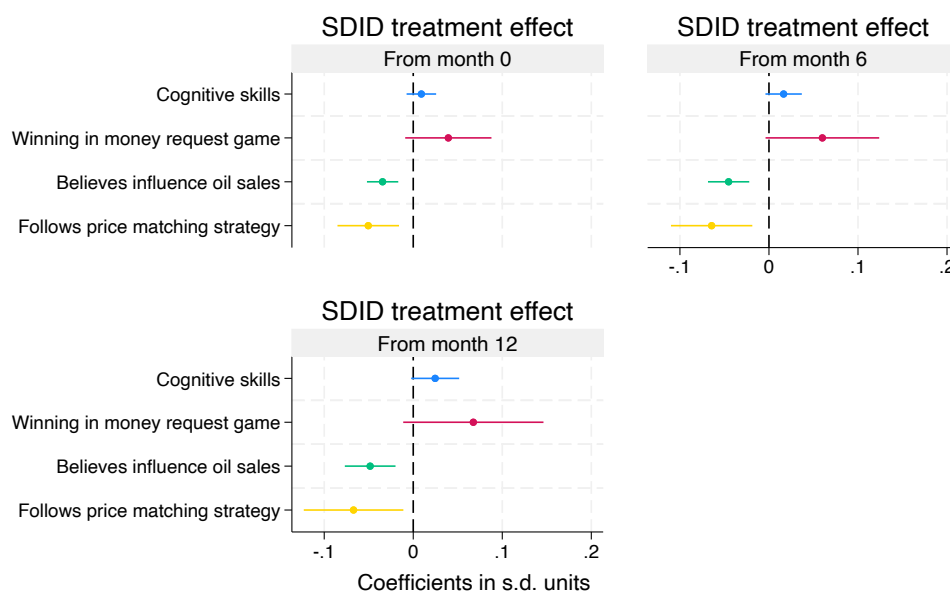 SDID treatment effect
From month 0
Cognitive skills
Winning in money request game
Believes influence oil sales
Follows price matching strategy
SDID treatment effect
From month 6
-.1 0 .1 .2
SDID treatment effect
From month 12
Cognitive skills
Winning in money request game
Believes influence oil sales
Follows price matching strategy
-.1 0 .1 .2
Coefficients in s.d. units